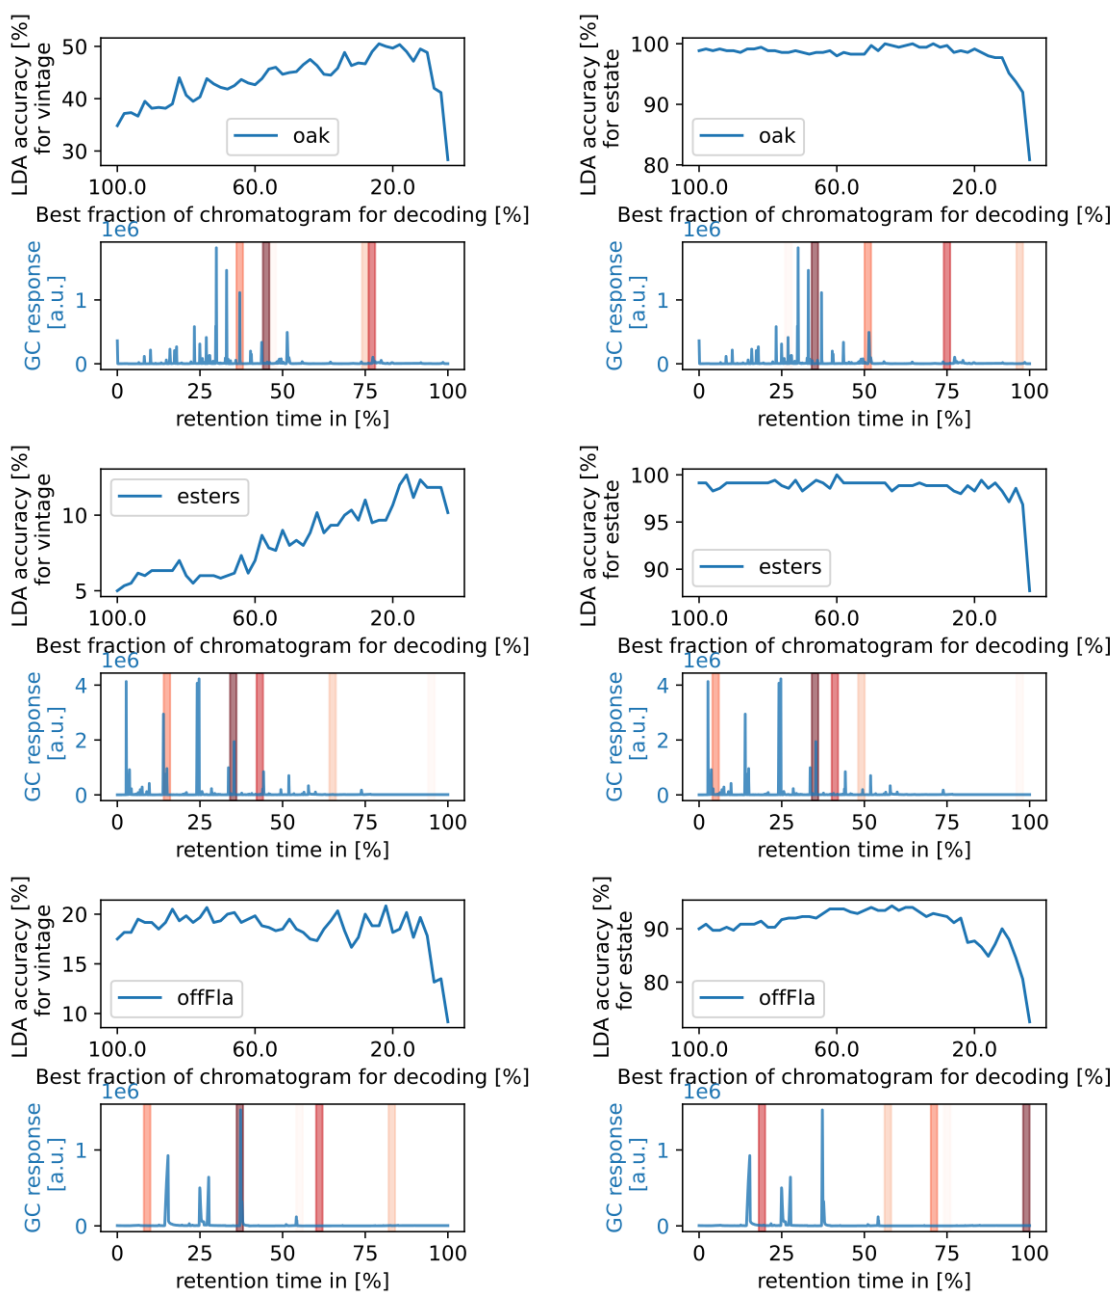 LDA accuracy [%]
for vintage
50
40
30
oak
100.0 60.0 20.0
Best fraction of chromatogram for decoding [%]
LDA accuracy [%]
for estate
100
90
80
oak
100.0 60.0 20.0
Best fraction of chromatogram for decoding [%]
1e6
GC response
[a.u.]
1
0
0 25 50 75 100
retention time in [%]
1e6
GC response
[a.u.]
1
0
0 25 50 75 100
retention time in [%]
LDA accuracy [%]
for vintage
10
5
esters
100.0 60.0 20.0
Best fraction of chromatogram for decoding [%]
LDA accuracy [%]
for estate
100
95
90
esters
100.0 60.0 20.0
Best fraction of chromatogram for decoding [%]
1e6
GC response
[a.u.]
4
2
0
0 25 50 75 100
retention time in [%]
1e6
GC response
[a.u.]
4
2
0
0 25 50 75 100
retention time in [%]
LDA accuracy [%]
for vintage
20
15
10
offFla
100.0 60.0 20.0
Best fraction of chromatogram for decoding [%]
LDA accuracy [%]
for estate
90
80
offFla
100.0 60.0 20.0
Best fraction of chromatogram for decoding [%]
1e6
GC response
[a.u.]
1
0
0 25 50 75 100
retention time in [%]
1e6
GC response
[a.u.]
1
0
0 25 50 75 100
retention time in [%]